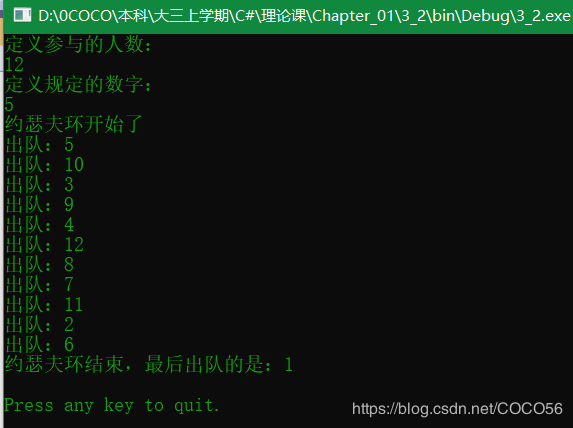 D:\0COCO\本科\大三上学期\C#\理论课\Chapter_01\3_2\bin\Debug\3_2.exe
定义参与的人数：
12
定义规定的数字：
5
约瑟夫环开始了
出队：5
出队：10
出队：3
出队：9
出队：4
出队：12
出队：8
出队：7
出队：11
出队：2
出队：6
约瑟夫环结束，最后出队的是：1
Press any key to quit.
https://blog.csdn.net/COCO56